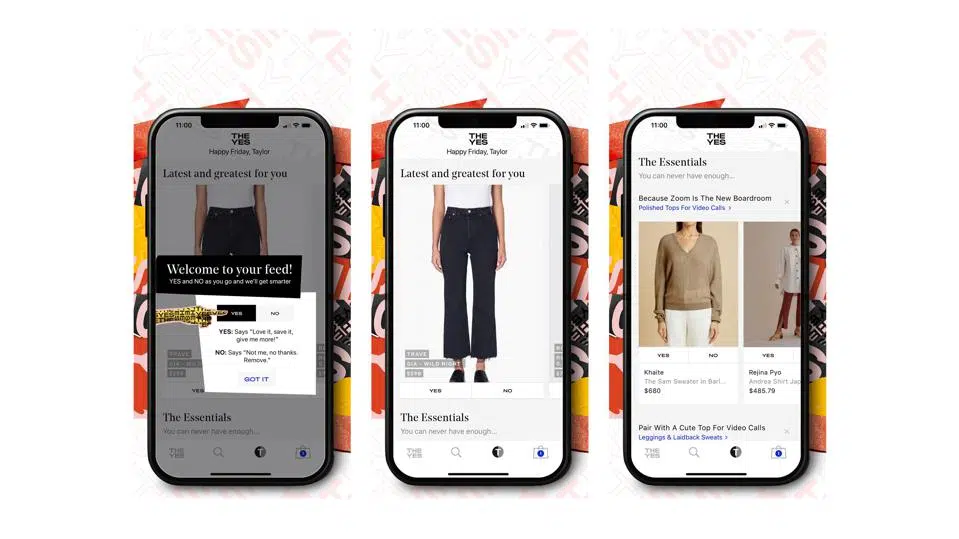 11:00
THE
YES
Happy Friday, Taylor
Latest and greatest for you
Welcome to your feed!
YES and NO as you go and we'll get smarter
YES
NO
YES: Says "Love it, save it,
give me more!"
NO: Says "Not me, no thanks.
Remove."
GOT IT
TRAVE
The Essentials
You can never have enough...
THE
YES
T
11:00
THE
YES
Happy Friday, Taylor
Latest and greatest for you
TRAVE
GIA - WILD NIGHT
YES
NO
The Essentials
You can never have enough...
THE
YES
T
11:00
THE
YES
The Essentials
You can never have enough...
Because Zoom Is The New Boardroom
Polished Tops For Video Calls >
YES
NO
YES
Khaite
The Sam Sweater in Barl...
$680
Rejina Pyo
Andrea Shirt Jap
$485.79
Pair With A Cute Top For Video Calls
Leggings & Laidback Sweats >
THE
YES
T